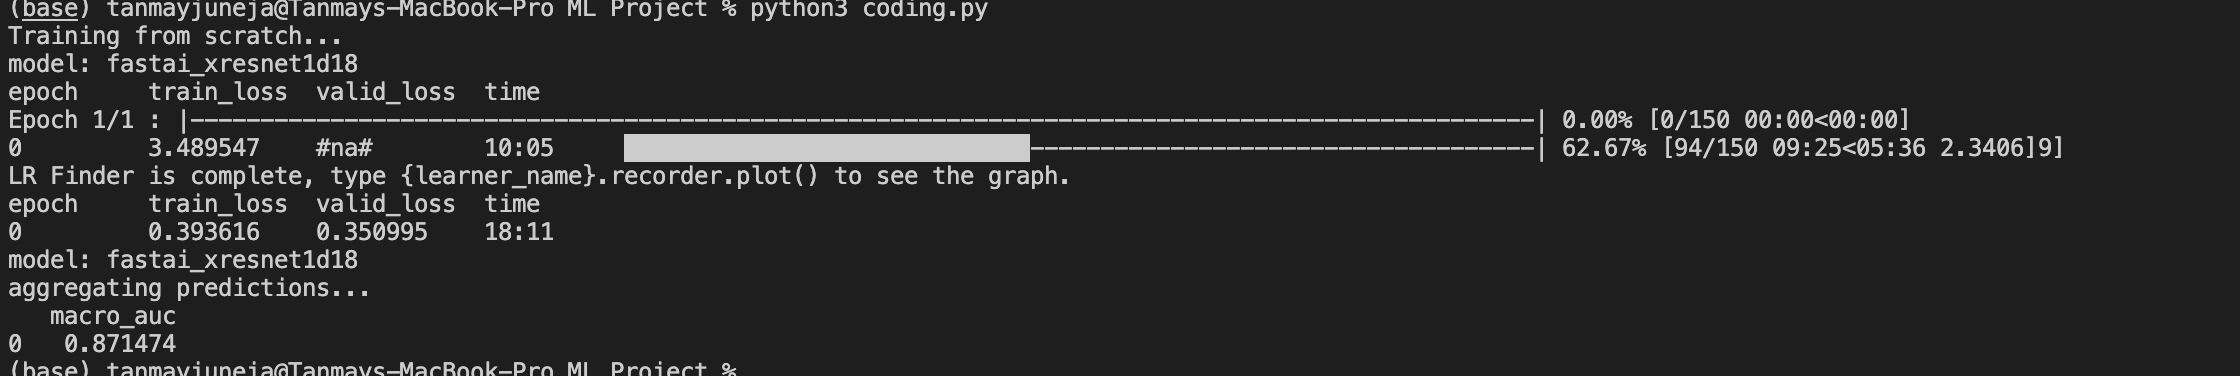 (base) tanmayjuneja@Tanmays-MacBook-Pro ML Project % python3 coding.py
Training from scratch...
model: fastai_xresnet1d18
epoch     train_loss  valid_loss  time
Epoch 1/1 : |------------------------------------------------------------------------------------------------| 0.00% [0/150 00:00<00:00]
0         3.489547    #na#        10:05     ------------------------------------| 62.67% [94/150 09:25<05:36 2.3406]9]
LR Finder is complete, type {learner_name}.recorder.plot() to see the graph.
epoch     train_loss  valid_loss  time
0         0.393616    0.350995    18:11
model: fastai_xresnet1d18
aggregating predictions...
   macro_auc
0   0.871474
(base) tanmayjuneja@Tanmays-MacBook-Pro ML Project %